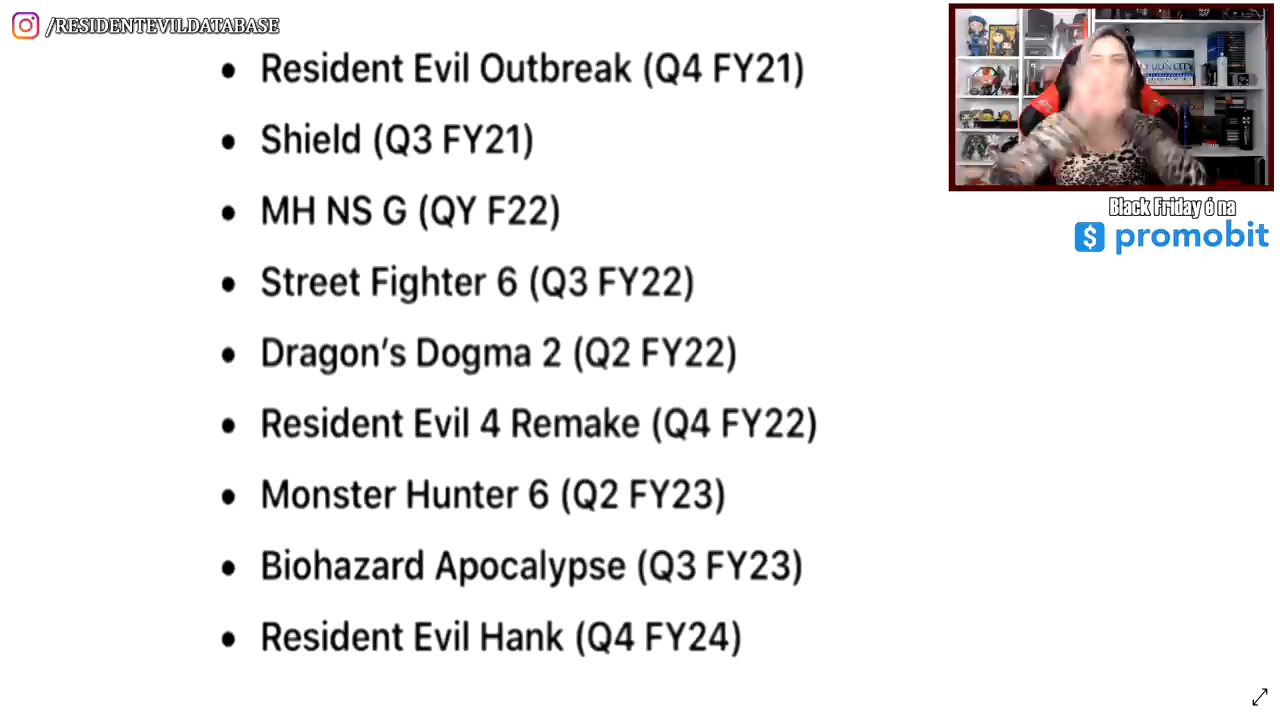 /RESIDENTEVILDATABASE
• Resident Evil Outbreak (Q4 FY21)
• Shield (Q3 FY21)
• MH NS G (QY F22)
• Street Fighter 6 (Q3 FY22)
• Dragon’s Dogma 2 (Q2 FY22)
• Resident Evil 4 Remake (Q4 FY22)
• Monster Hunter 6 (Q2 FY23)
• Biohazard Apocalypse (Q3 FY23)
• Resident Evil Hank (Q4 FY24)
Black Friday é na
$ promobit